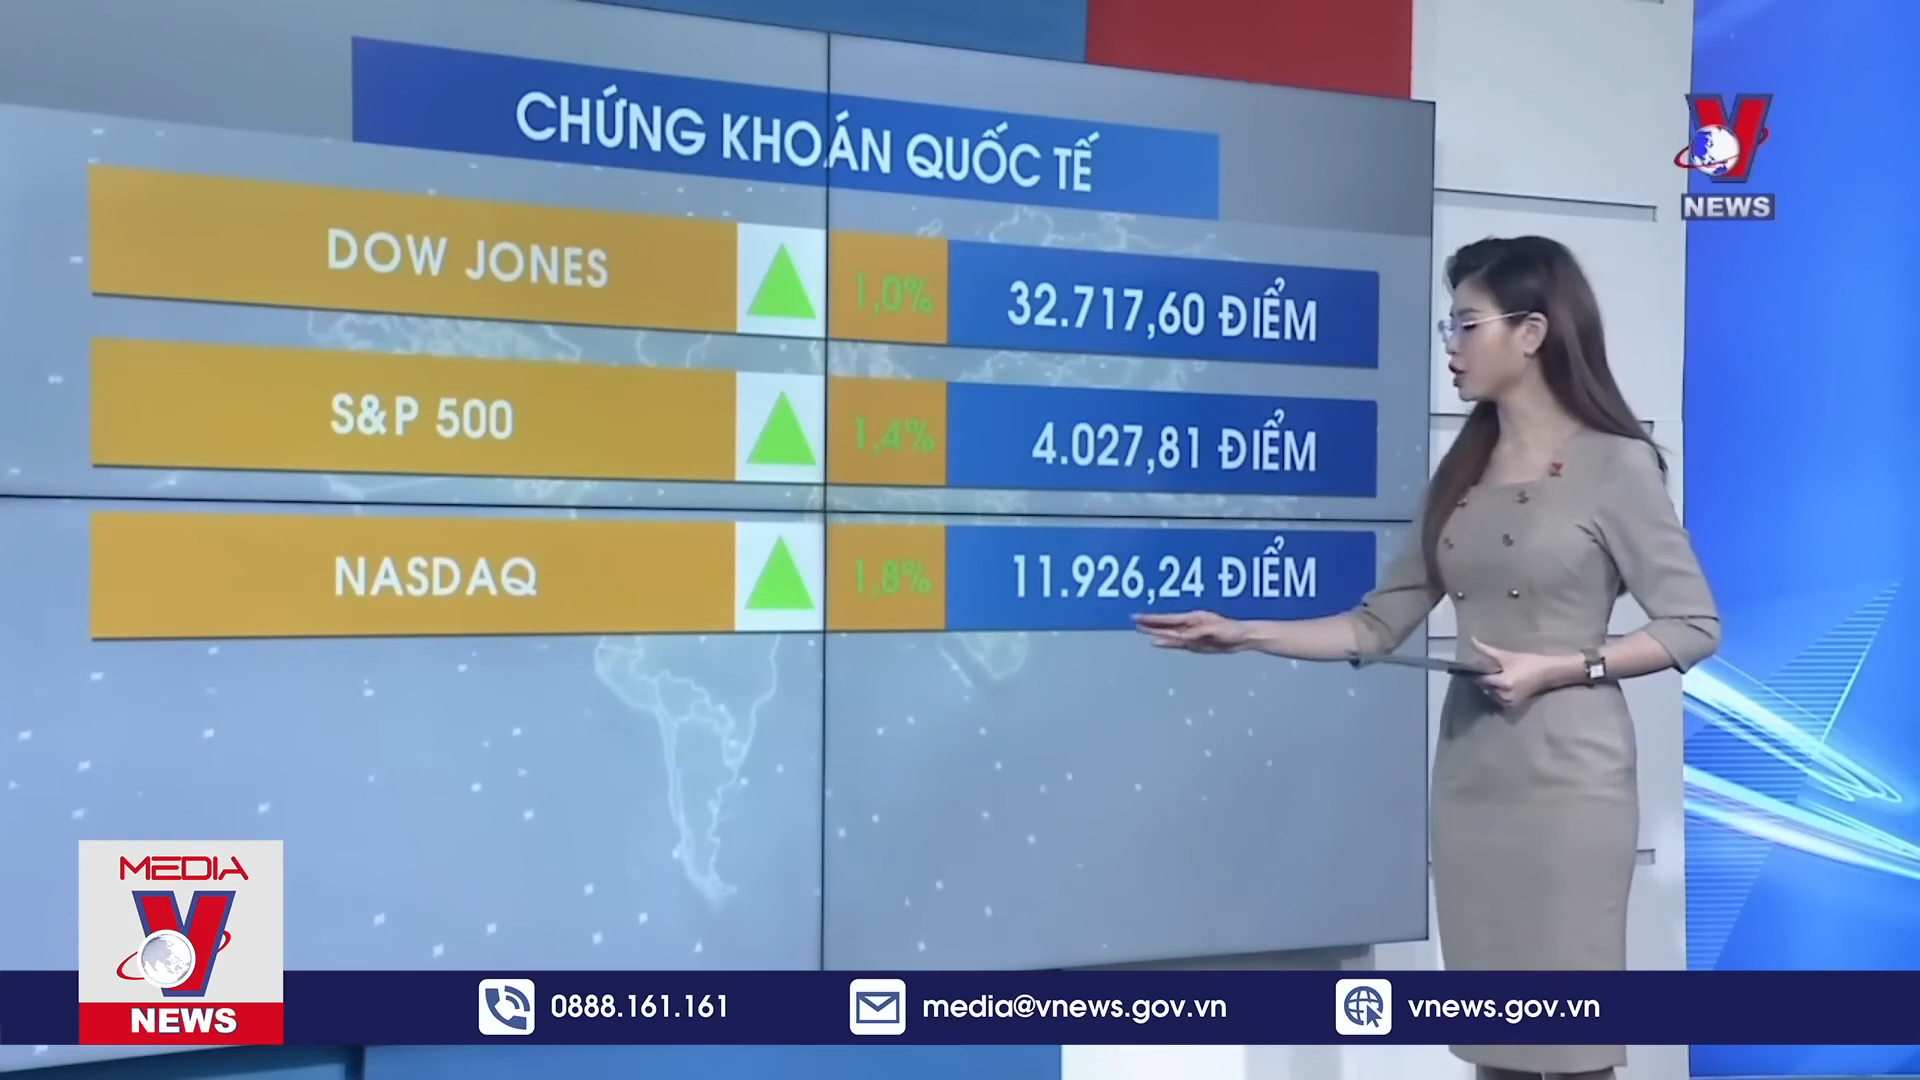 CHỨNG KHOÁN QUỐC TẾ
DOW JONES 1,0% 32.717,60 ĐIỂM
S&P 500 1,4% 4.027,81 ĐIỂM
NASDAQ 1,8% 11.926,24 ĐIỂM
V
NEWS
MEDIA
V
NEWS
0888.161.161
media@vnews.gov.vn
vnews.gov.vn